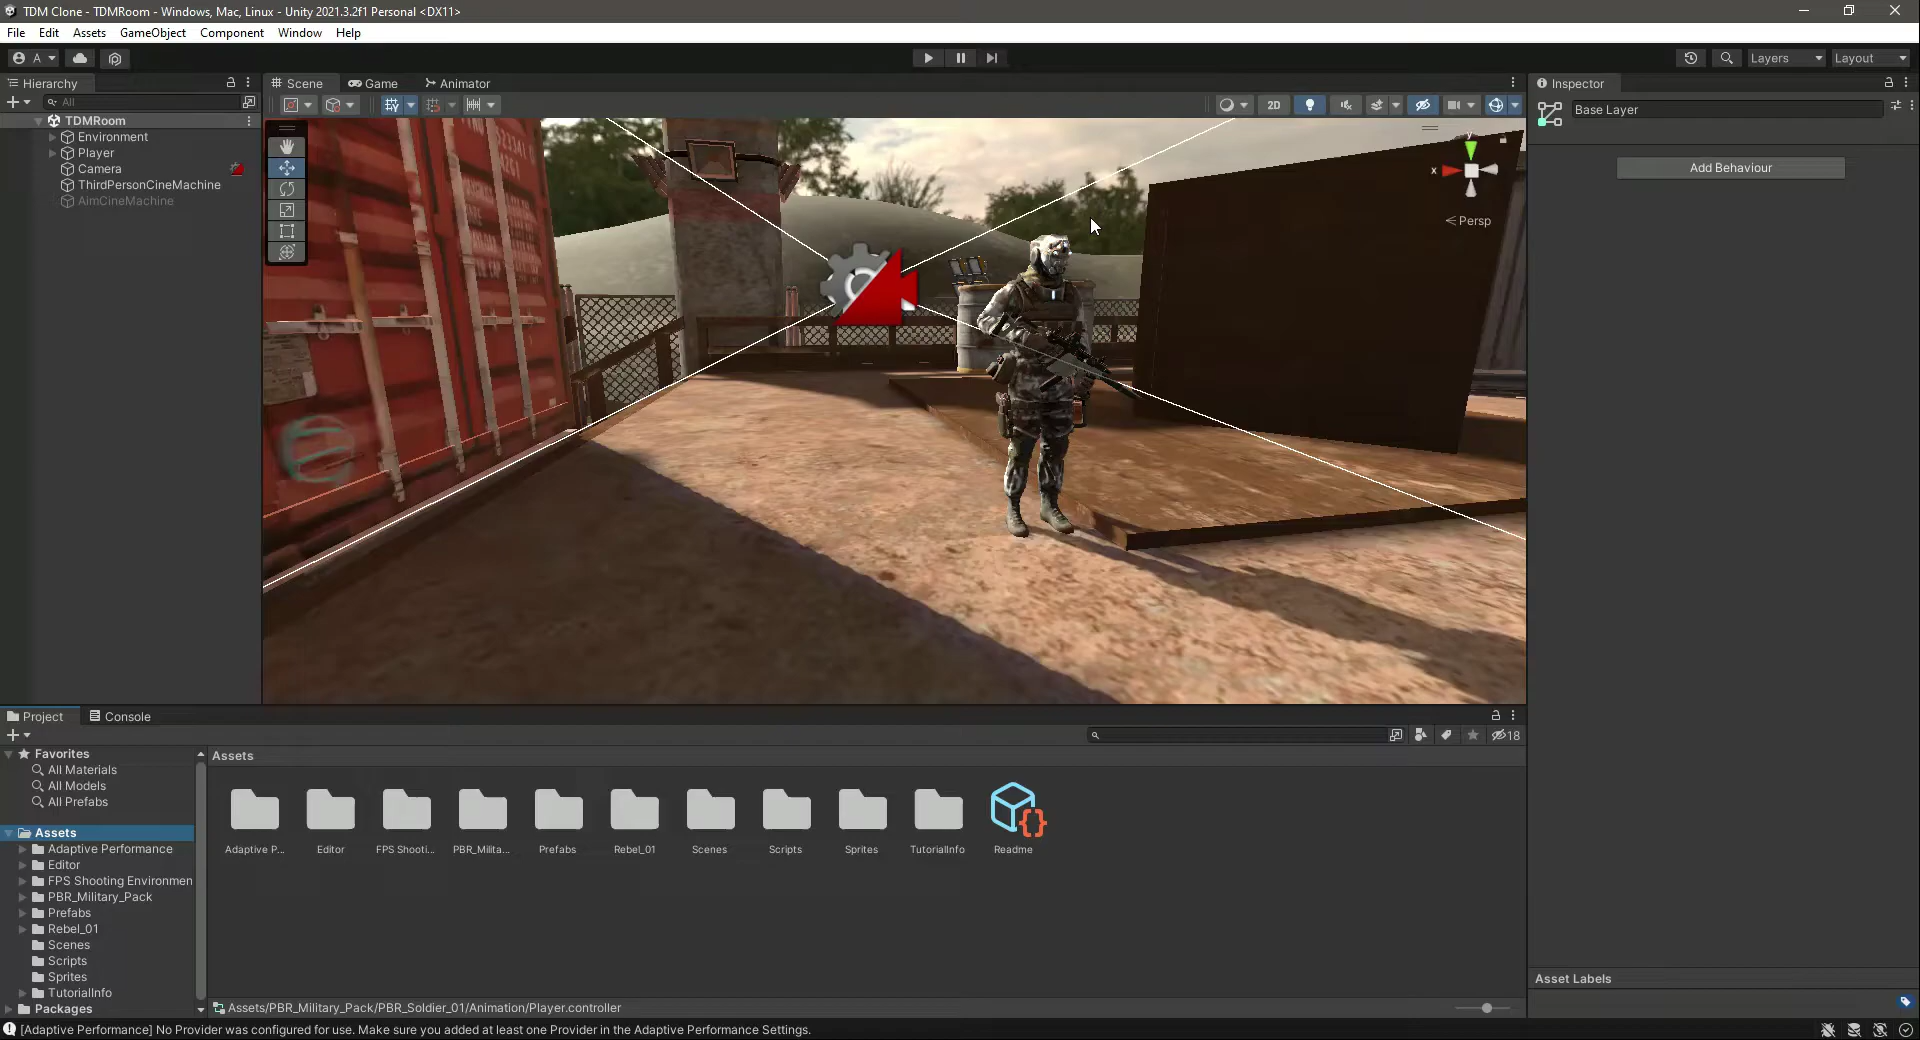 TDM Clone - TDMRoom - Windows, Mac, Linux - Unity 2021.3.2f1 Personal <DX11>
File Edit Assets GameObject Component Window Help
A
Layers
Layout
Hierarchy
All
TDMRoom
Environment
Player
Camera
ThirdPersonCineMachine
AimCineMachine
Scene Game Animator
2D
y
x
Persp
Inspector
Base Layer
Add Behaviour
Asset Labels
Project Console
18
Favorites
All Materials
All Models
All Prefabs
Assets
Adaptive Performance
Editor
FPS Shooting Environmen
PBR_Military_Pack
Prefabs
Rebel_01
Scenes
Scripts
Sprites
TutorialInfo
Packages
Assets
Adaptive P...
Editor
FPS Shooti...
PBR_Milita...
Prefabs
Rebel_01
Scenes
Scripts
Sprites
TutorialInfo
Readme
Assets/PBR_Military_Pack/PBR_Soldier_01/Animation/Player.controller
[Adaptive Performance] No Provider was configured for use. Make sure you added at least one Provider in the Adaptive Performance Settings.